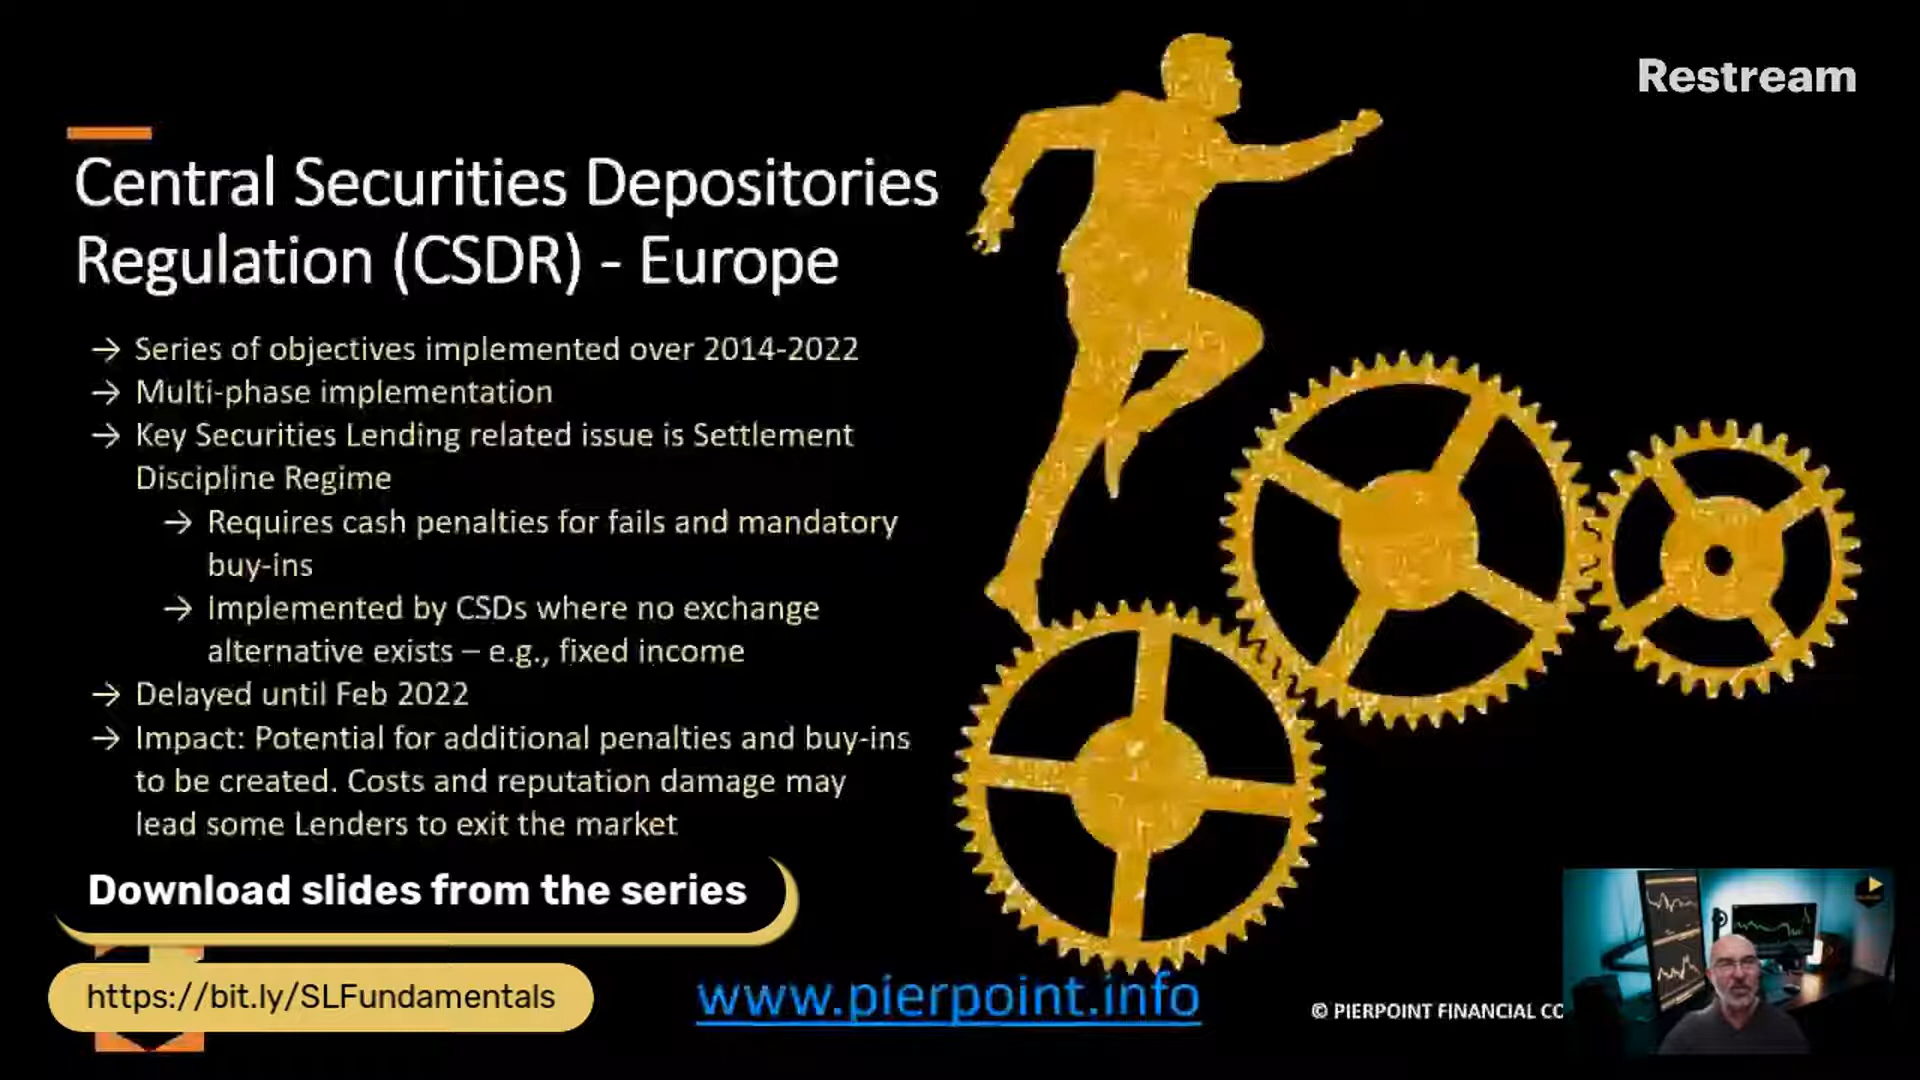 Restream
Central Securities Depositories
Regulation (CSDR) - Europe
→ Series of objectives implemented over 2014-2022
→ Multi-phase implementation
→ Key Securities Lending related issue is Settlement
Discipline Regime
→ Requires cash penalties for fails and mandatory
buy-ins
→ Implemented by CSDs where no exchange
alternative exists – e.g., fixed income
→ Delayed until Feb 2022
→ Impact: Potential for additional penalties and buy-ins
to be created. Costs and reputation damage may
lead some Lenders to exit the market
Download slides from the series
https://bit.ly/SLFundamentals
www.pierpoint.info
© PIERPOINT FINANCIAL CO